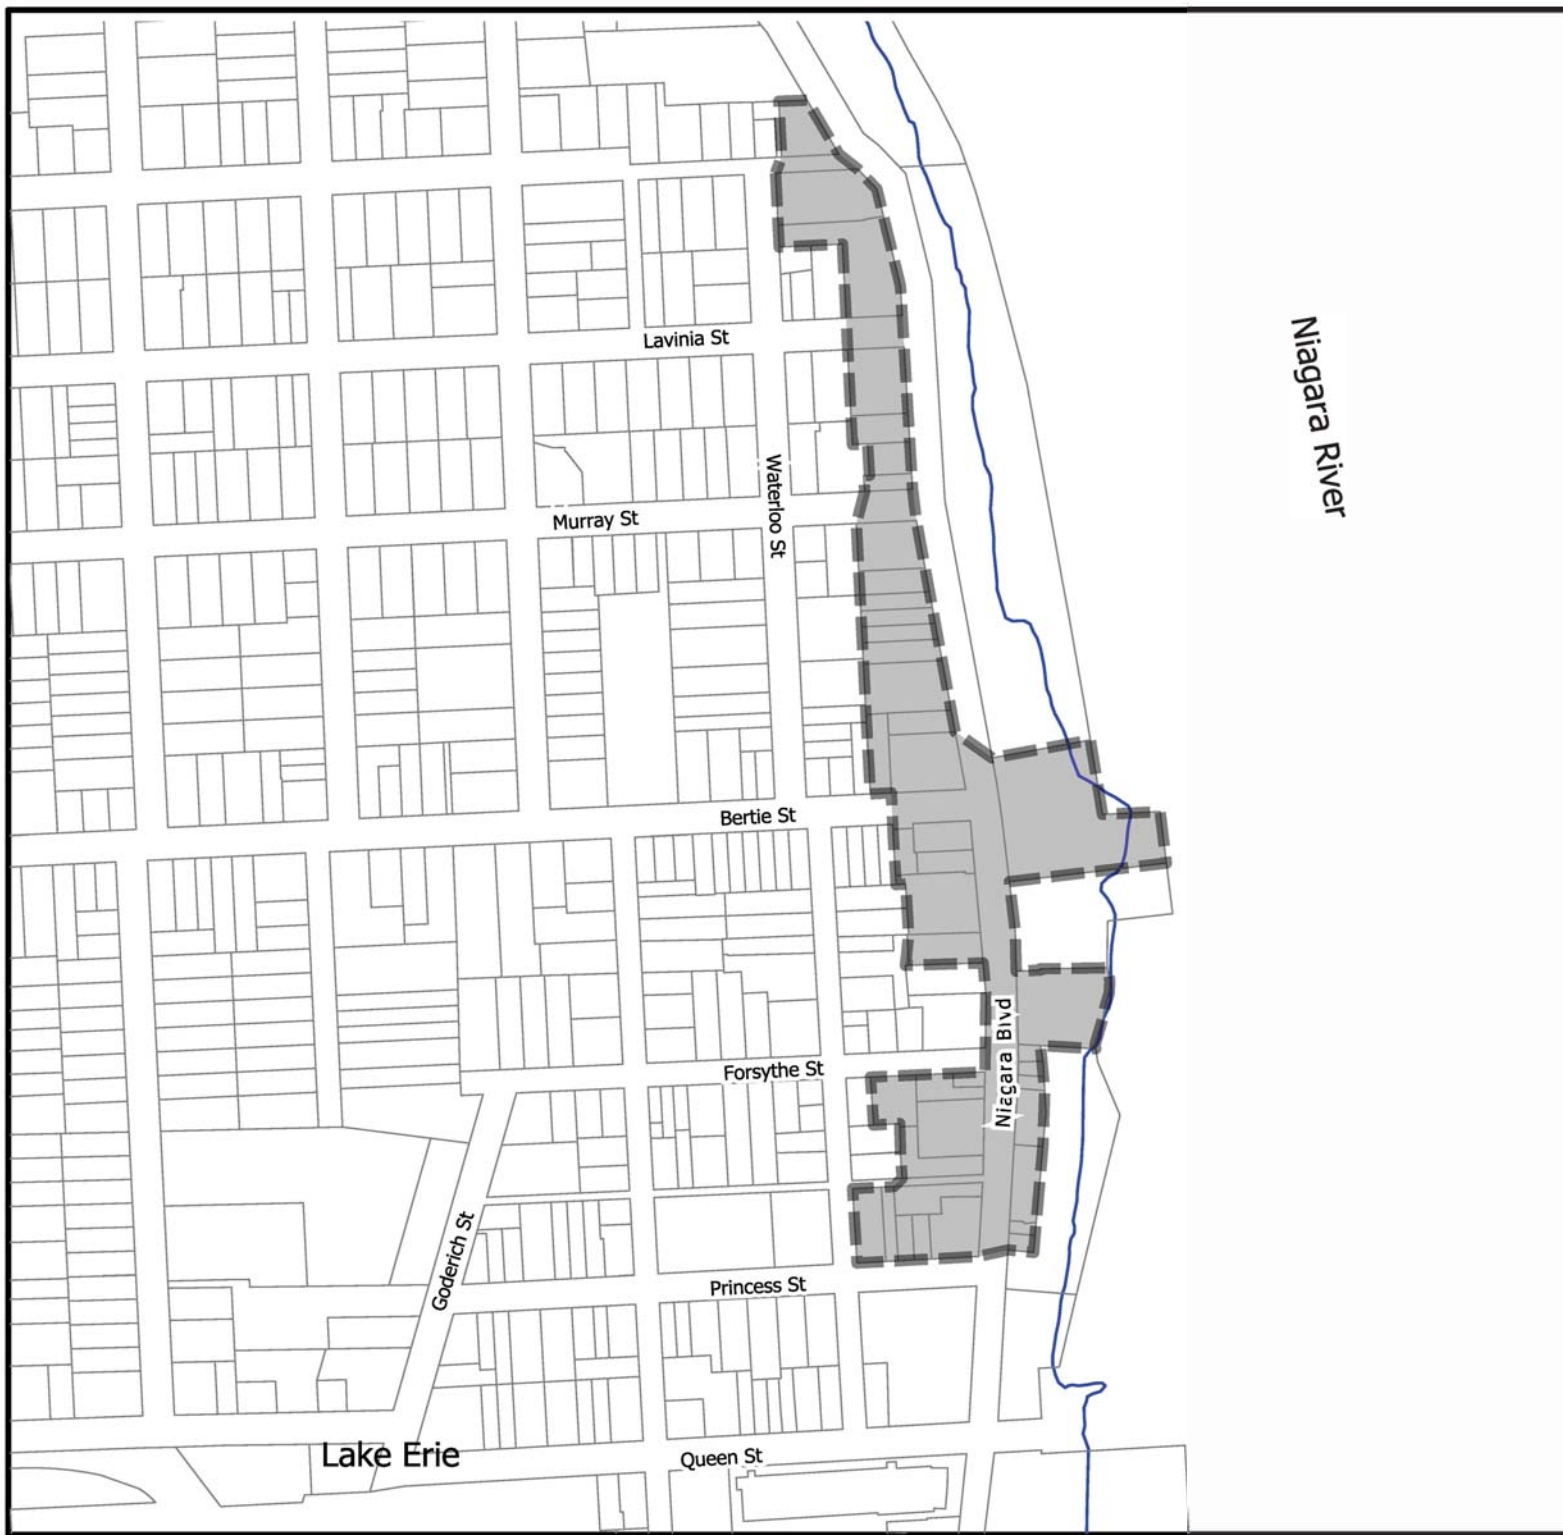 Niagara River
Lavinia St
Waterloo St
Murray St
Bertie St
Niagara Blvd
Forsythe St
Goderich St
Princess St
Lake Erie
Queen St